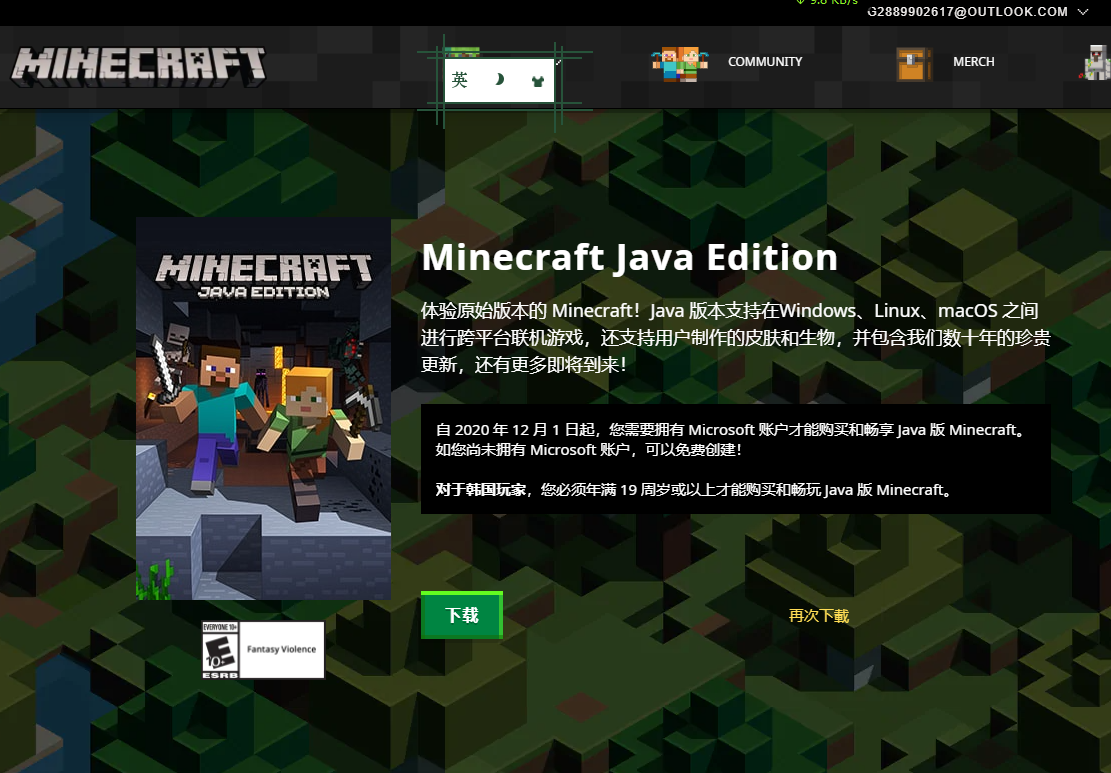 9.8 KB/s
G2889902617@OUTLOOK.COM
MINECRAFT
英
COMMUNITY
MERCH
MINECRAFT
JAVA EDITION
Minecraft Java Edition
体验原始版本的 Minecraft！Java 版本支持在Windows、Linux、macOS 之间
进行跨平台联机游戏，还支持用户制作的皮肤和生物，并包含我们数十年的珍贵
更新，还有更多即将到来！
自 2020 年 12 月 1 日起，您需要拥有 Microsoft 账户才能购买和畅享 Java 版 Minecraft。
如您尚未拥有 Microsoft 账户，可以免费创建！
对于韩国玩家，您必须年满 19 周岁或以上才能购买和畅玩 Java 版 Minecraft。
下载
再次下載
EVERYONE 10+
E
10+
ESRB
Fantasy Violence